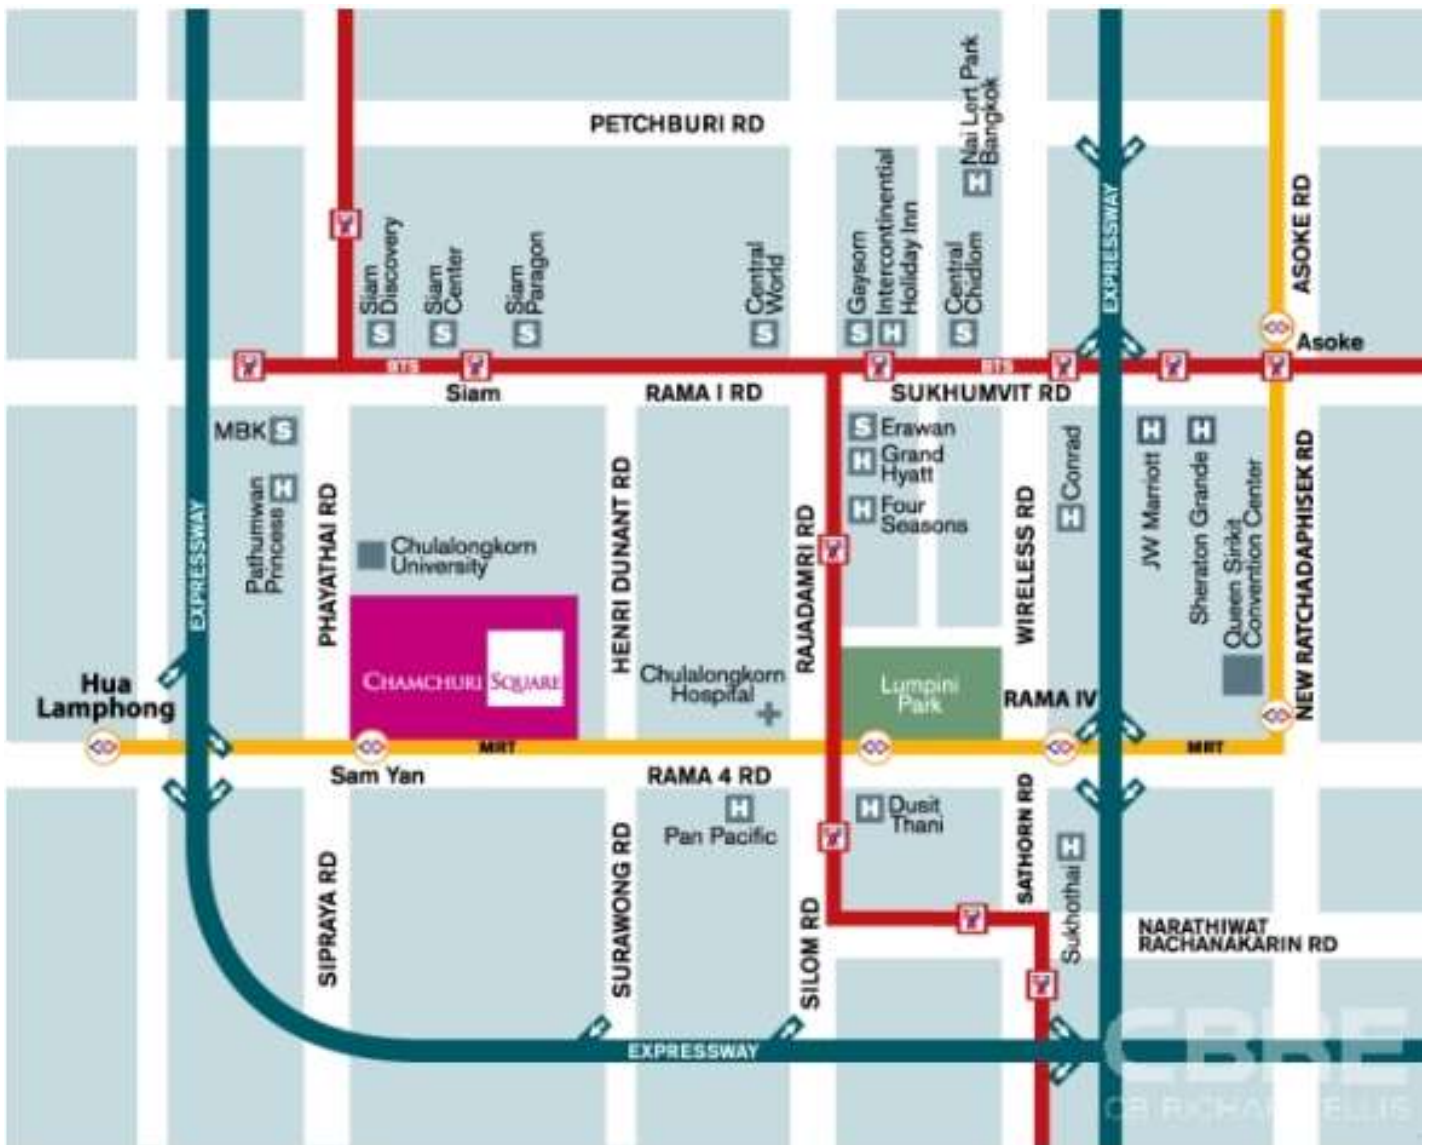 PETCHBURI RD
Nai Lert Park
Bangkok
EXPRESSWAY
ASOKE RD
Siam
Discovery
Siam
Center
Siam
Paragon
Central
World
Gaysorn
Intercontinental
Holiday Inn
Central
Chidlom
Asoke
BTS
BTS
Siam
RAMA I RD
SUKHUMVIT RD
MBK
Pathumwan
Princess
PHAYATHAI RD
Chulalongkorn
University
HENRI DUNANT RD
RAJADAMRI RD
Erawan
Grand
Hyatt
Four
Seasons
WIRELESS RD
Conrad
JW Marriott
Sheraton Grande
Queen Sirikit
Convention Center
NEW RATCHADAPHISEK RD
EXPRESSWAY
Hua
Lamphong
CHAMCHURI SQUARE
Chulalongkorn
Hospital
Lumpini
Park
RAMA IV
MRT
MRT
Sam Yan
RAMA 4 RD
Pan Pacific
Dusit
Thani
SATHORN RD
Sukhothai
SIPRAYA RD
SURAWONG RD
SILOM RD
NARATHIWAT
RACHANAKARIN RD
EXPRESSWAY
CBRE
CB RICHARD ELLIS